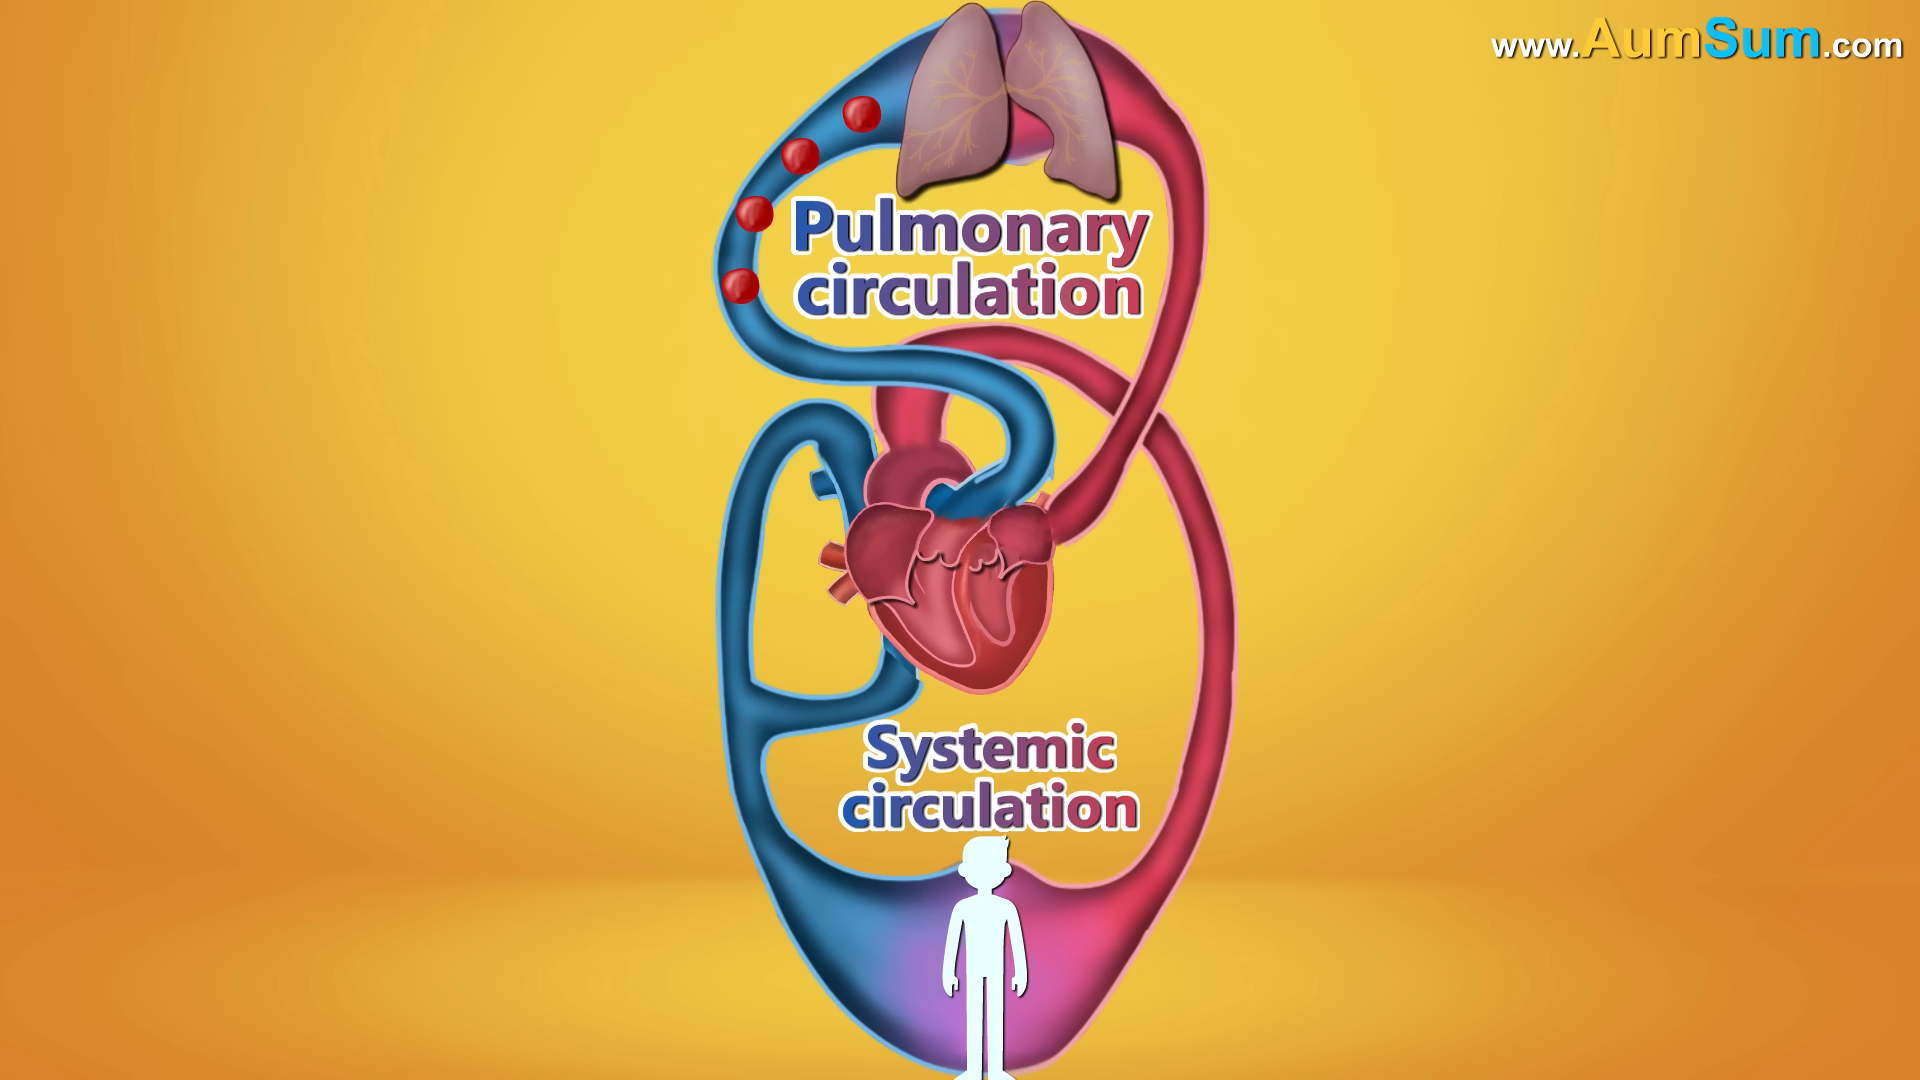 www.AumSum.com
Pulmonary
circulation
Systemic
circulation